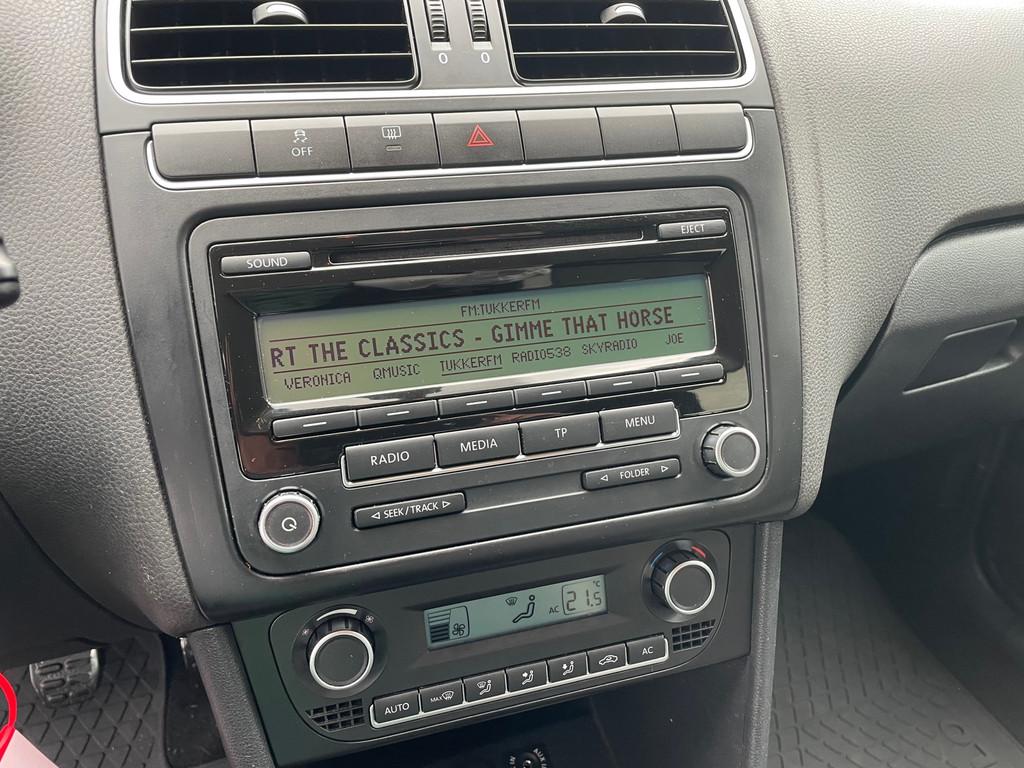 0 0
OFF
SOUND
EJECT
FM:TUKKERFM
RT THE CLASSICS - GIMME THAT HORSE
VERONICA QMUSIC TUKKERFM RADIO538 SKYRADIO JOE
RADIO MEDIA TP MENU
SEEK/TRACK
FOLDER
AC 21.5 °C
AUTO MAX AC